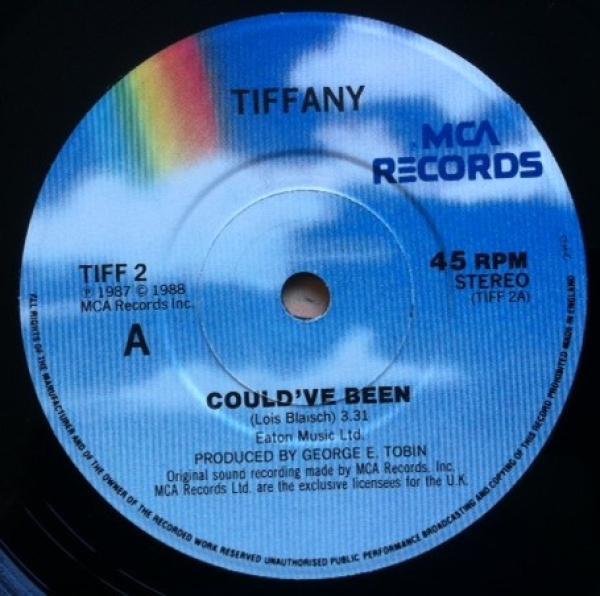 TIFFANY
MCA
RECORDS
TIFF 2
℗ 1987 © 1988
MCA Records Inc.
A
45 RPM
STEREO
(TIFF 2A)
COULD'VE BEEN
(Lois Blaisch) 3.31
Eaton Music Ltd.
PRODUCED BY GEORGE E. TOBIN
Original sound recording made by MCA Records, Inc.
MCA Records Ltd. are the exclusive licensees for the U.K.
ALL RIGHTS OF THE MANUFACTURER AND OF THE OWNER OF THE RECORDED WORK RESERVED UNAUTHORISED PUBLIC PERFORMANCE BROADCASTING AND COPYING OF THIS RECORD PROHIBITED MADE IN ENGLAND